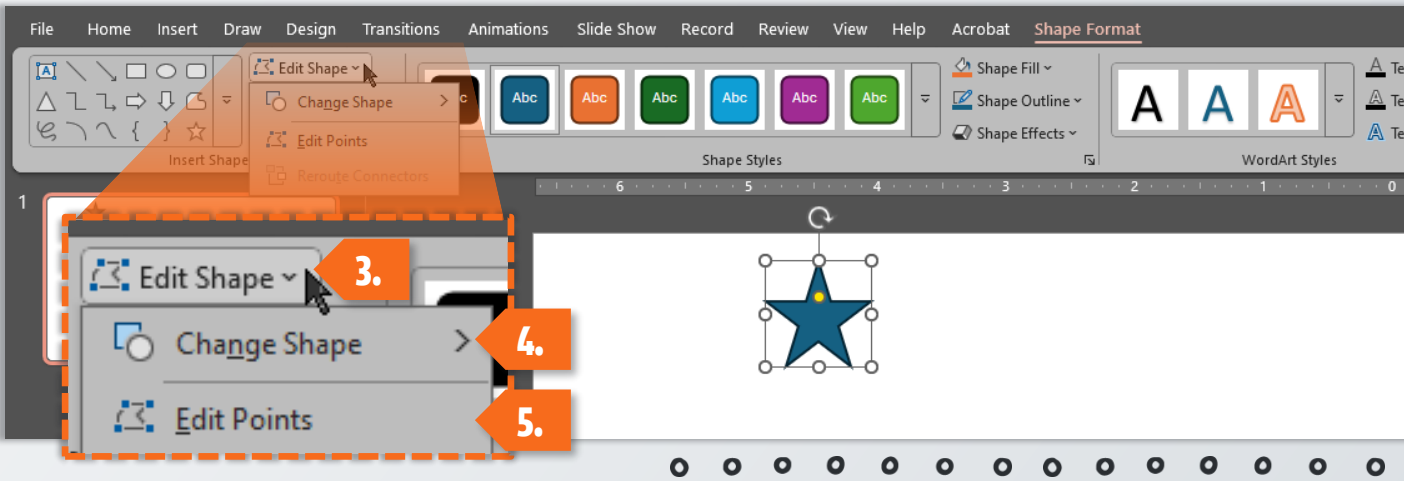 File Home Insert Draw Design Transitions Animations Slide Show Record Review View Help Acrobat Shape Format
Edit Shape
Change Shape
Edit Points
Reroute Connectors
Insert Shape
Abc Abc Abc Abc Abc Abc
Shape Fill
Shape Outline
Shape Effects
Shape Styles
A A A
WordArt Styles
A Te
A Te
A Te
6 5 4 3 2 1 0
1
Edit Shape 3.
Change Shape 4.
Edit Points 5.